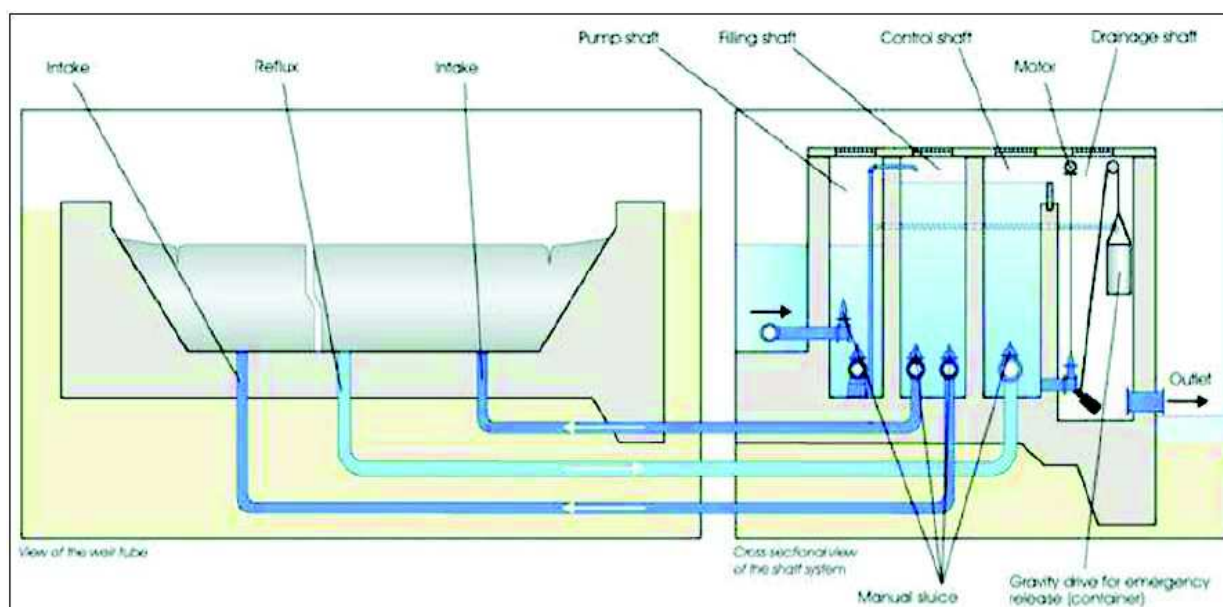 Pump shaft
Filling shaft
Control shaft
Drainage shaft
Intake
Reflux
Intake
Motor
Outlet
View of the weir tube
Cross sectional view
of the shaft system
Manual sluice
Gravity drive for emergency
release (container)